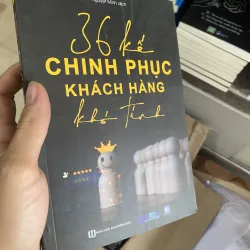 36 kế
CHINH PHỤC
KHÁCH HÀNG
khó tính